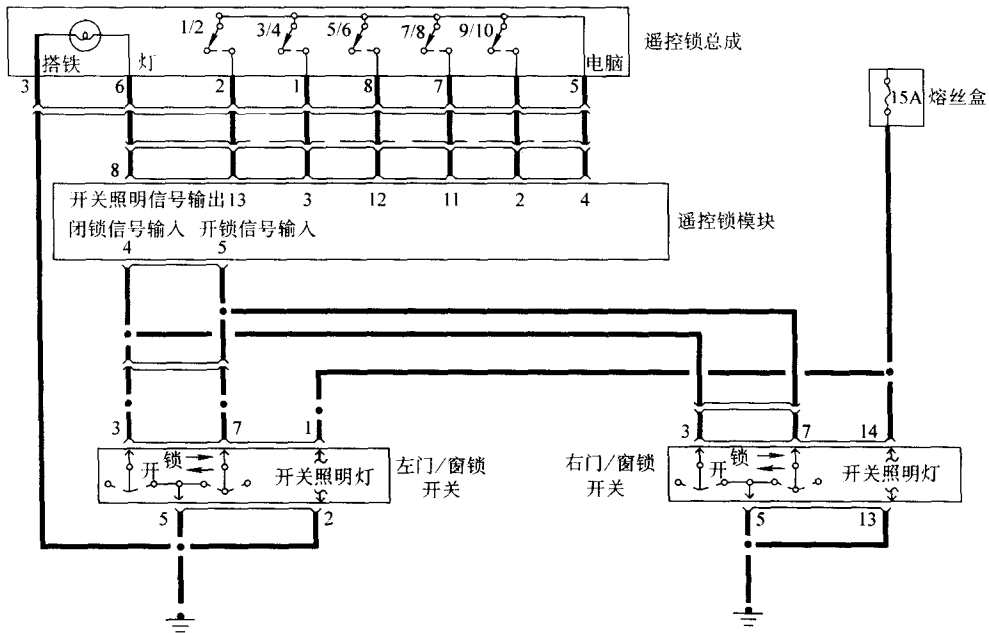 1/2 3/4 5/6 7/8 9/10
遥控锁总成
搭铁 灯 电脑
3 6 2 1 8 7 5
15A 熔丝盒
8
开关照明信号输出 13 3 12 11 2 4
遥控锁模块
闭锁信号输入 开锁信号输入
4 5
3 7 1
3 7 14
锁
开 开关照明灯
左门/窗锁
开关
锁
开 开关照明灯
右门/窗锁
开关
5 2
5 13